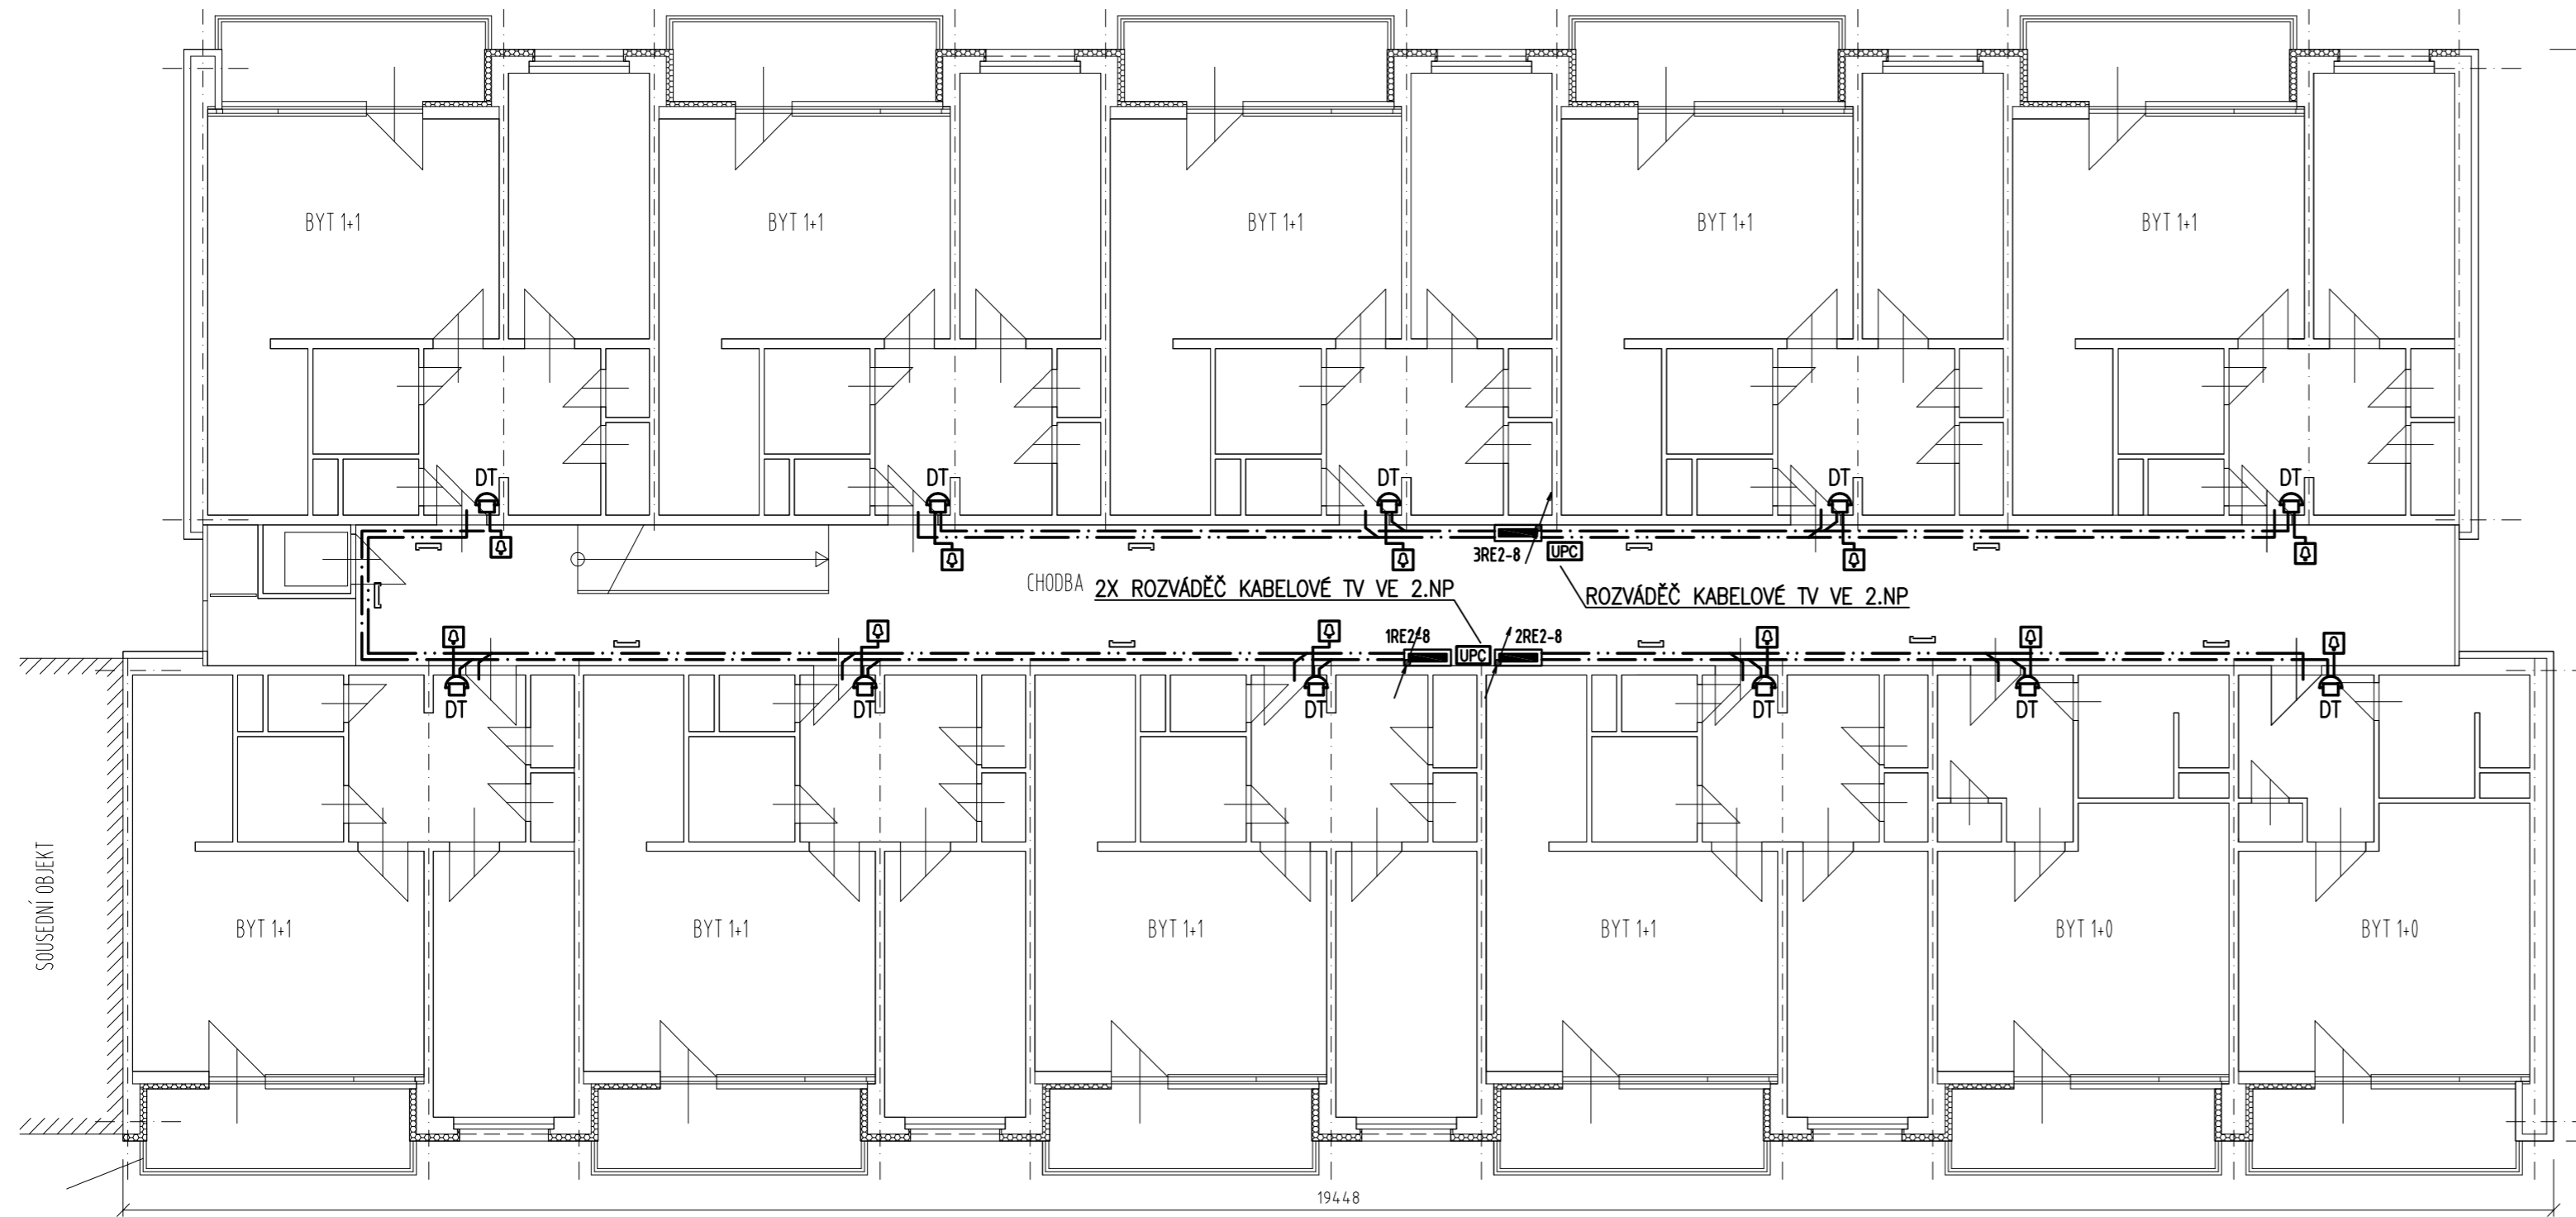 BYT 1+1
BYT 1+1
BYT 1+1
BYT 1+1
BYT 1+1
DT
DT
DT
DT
DT
3RE2-8
UPC
CHODBA
2X ROZVÁDĚČ KABELOVÉ TV VE 2.NP
ROZVÁDĚČ KABELOVÉ TV VE 2.NP
1RE2-8
UPC
2RE2-8
DT
DT
DT
DT
DT
DT
SOUSEDNÍ OBJEKT
BYT 1+1
BYT 1+1
BYT 1+1
BYT 1+1
BYT 1+0
BYT 1+0
19448